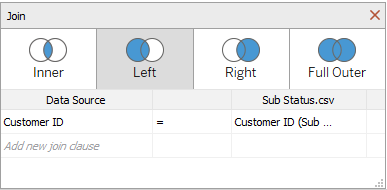 Join
Inner Left Right Full Outer
Data Source Sub Status.csv
Customer ID = Customer ID (Sub ...
Add new join clause